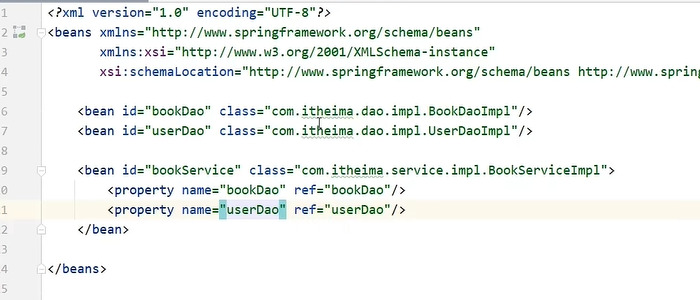 1 <?xml version="1.0" encoding="UTF-8"?>
2 <beans xmlns="http://www.springframework.org/schema/beans"
3 xmlns:xsi="http://www.w3.org/2001/XMLSchema-instance"
4 xsi:schemaLocation="http://www.springframework.org/schema/beans http://www.spring
5
6 <bean id="bookDao" class="com.itheima.dao.impl.BookDaoImpl"/>
7 <bean id="userDao" class="com.itheima.dao.impl.UserDaoImpl"/>
8
9 <bean id="bookService" class="com.itheima.service.impl.BookServiceImpl">
0 <property name="bookDao" ref="bookDao"/>
1 <property name="userDao" ref="userDao"/>
2 </bean>
3
4 </beans>
5